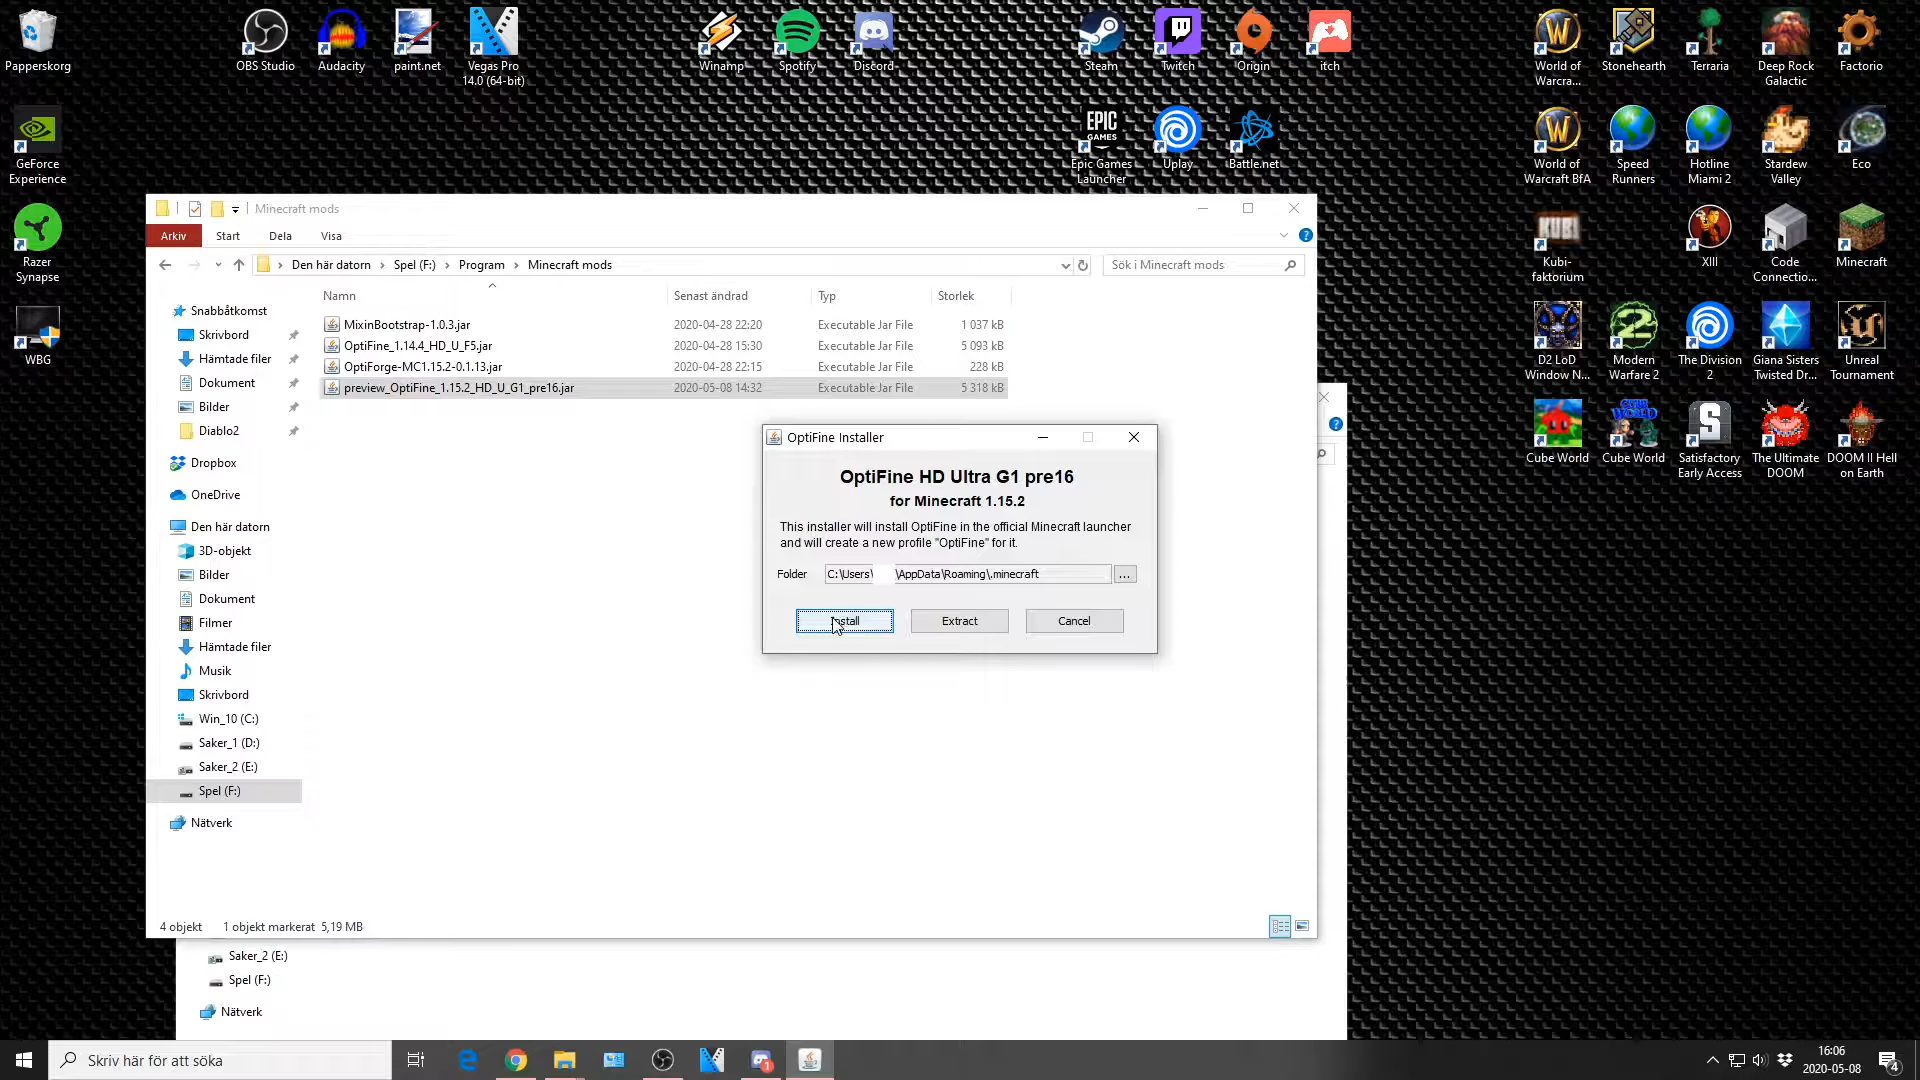 Papperskorg
OBS Studio
Audacity
paint.net
Vegas Pro
14.0 (64-bit)
Winamp
Spotify
Discord
Steam
Twitch
Origin
itch
World of
Warcra...
Stonehearth
Terraria
Deep Rock
Galactic
Factorio
GeForce
Experience
EPIC
GAMES
Epic Games
Launcher
Uplay
Battle.net
World of
Warcraft BfA
Speed
Runners
Hotline
Miami 2
Stardew
Valley
Eco
Razer
Synapse
KUBI
Kubi-
faktorium
XIII
Code
Connectio...
Minecraft
WBG
D2 LoD
Window N...
Modern
Warfare 2
The Division
2
Giana Sisters
Twisted Dr...
Unreal
Tournament
Cube World
Cube World
Satisfactory
Early Access
The Ultimate
DOOM
DOOM II Hell
on Earth
Minecraft mods
Arkiv
Start
Dela
Visa
Den här datorn
Spel (F:)
Program
Minecraft mods
Sök i Minecraft mods
Namn
Senast ändrad
Typ
Storlek
MixinBootstrap-1.0.3.jar 2020-04-28 22:20 Executable Jar File 1 037 kB
OptiFine_1.14.4_HD_U_F5.jar 2020-04-28 15:30 Executable Jar File 5 093 kB
OptiForge-MC1.15.2-0.1.13.jar 2020-04-28 22:15 Executable Jar File 228 kB
preview_OptiFine_1.15.2_HD_U_G1_pre16.jar 2020-05-08 14:32 Executable Jar File 5 318 kB
Snabbåtkomst
Skrivbord
Hämtade filer
Dokument
Bilder
Diablo2
Dropbox
OneDrive
Den här datorn
3D-objekt
Bilder
Dokument
Filmer
Hämtade filer
Musik
Skrivbord
Win_10 (C:)
Saker_1 (D:)
Saker_2 (E:)
Spel (F:)
Nätverk
OptiFine Installer
OptiFine HD Ultra G1 pre16
for Minecraft 1.15.2
This installer will install OptiFine in the official Minecraft launcher
and will create a new profile "OptiFine" for it.
Folder C:\Users\ \AppData\Roaming\.minecraft ...
Install
Extract
Cancel
4 objekt
1 objekt markerat 5,19 MB
Saker_2 (E:)
Spel (F:)
Nätverk
Skriv här för att söka
1
16:06
2020-05-08
4